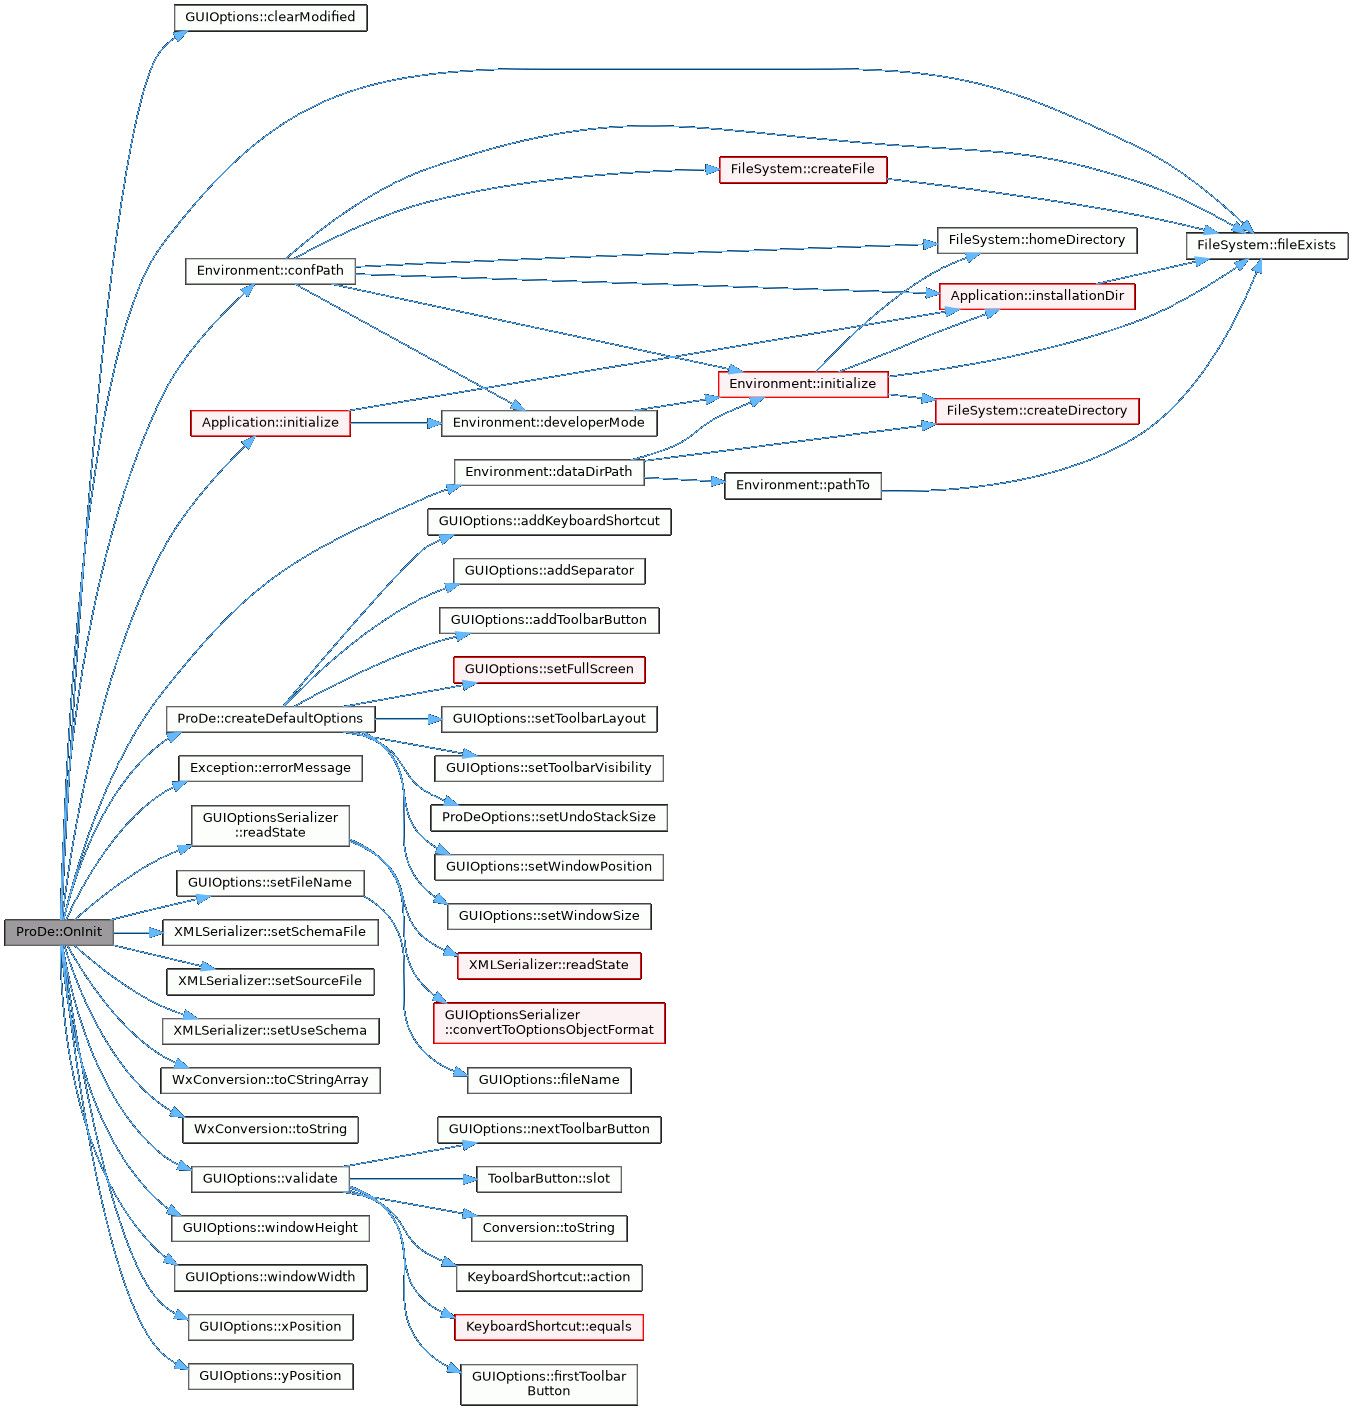 GUIOptions::clearModified
FileSystem::createFile
FileSystem::homeDirectory
FileSystem::fileExists
Environment::confPath
Application::installationDir
Environment::initialize
FileSystem::createDirectory
Application::initialize
Environment::developerMode
Environment::dataDirPath
Environment::pathTo
GUIOptions::addKeyboardShortcut
GUIOptions::addSeparator
GUIOptions::addToolbarButton
GUIOptions::setFullScreen
ProDe::createDefaultOptions
GUIOptions::setToolbarLayout
Exception::errorMessage
GUIOptions::setToolbarVisibility
GUIOptionsSerializer
::readState
ProDeOptions::setUndoStackSize
GUIOptions::setWindowPosition
GUIOptions::setFileName
GUIOptions::setWindowSize
ProDe::OnInit
XMLSerializer::setSchemaFile
XMLSerializer::readState
XMLSerializer::setSourceFile
GUIOptionsSerializer
::convertToOptionsObjectFormat
XMLSerializer::setUseSchema
WxConversion::toCStringArray
GUIOptions::fileName
WxConversion::toString
GUIOptions::nextToolbarButton
GUIOptions::validate
ToolbarButton::slot
GUIOptions::windowHeight
Conversion::toString
GUIOptions::windowWidth
KeyboardShortcut::action
GUIOptions::xPosition
KeyboardShortcut::equals
GUIOptions::yPosition
GUIOptions::firstToolbar
Button